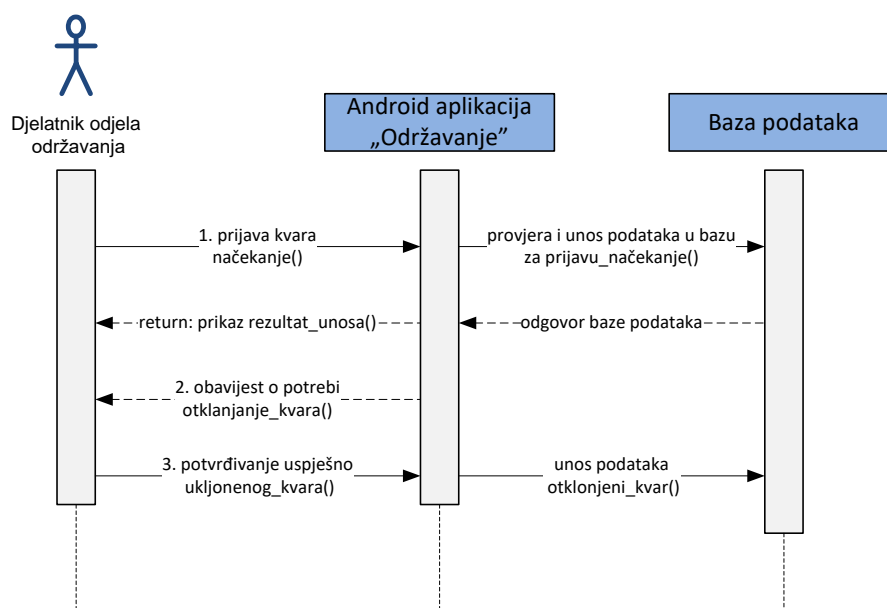 Djelatnik odjela
održavanja
Android aplikacija
„Održavanje”
Baza podataka
1. prijava kvara
načekanje()
provjera i unos podataka u bazu
za prijavu_načekanje()
return: prikaz rezultat_unosa()
odgovor baze podataka
2. obavijest o potrebi
otklanjanje_kvara()
3. potvrđivanje uspješno
ukljonenog_kvara()
unos podataka
otklonjeni_kvar()